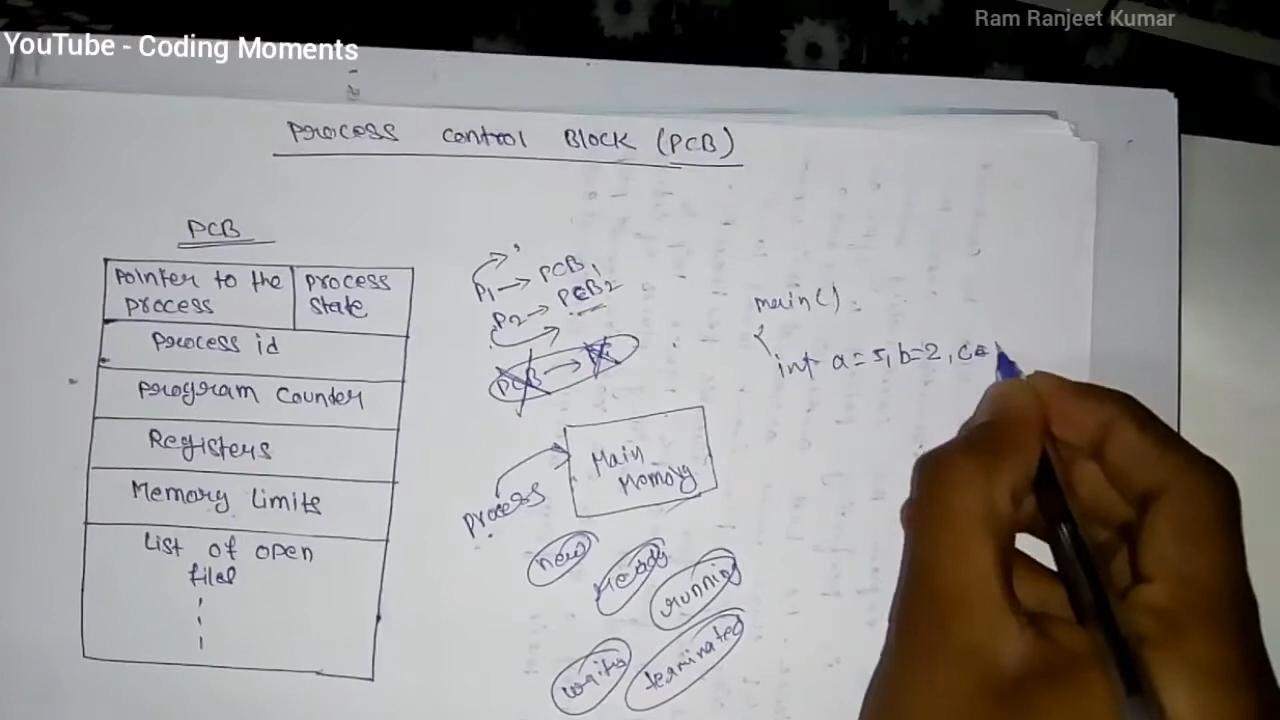 Ram Ranjeet Kumar
YouTube - Coding Moments
Process Control Block (PCB)
PCB
Pointer to the process
process state
process id
program counter
Registers
Memory Limits
List of open
files
P1 → PCB1
P2 → PCB2
PCB →
process
Main
Memory
new
ready
running
waiting
terminated
main()
{
int a = 5, b = 2, c